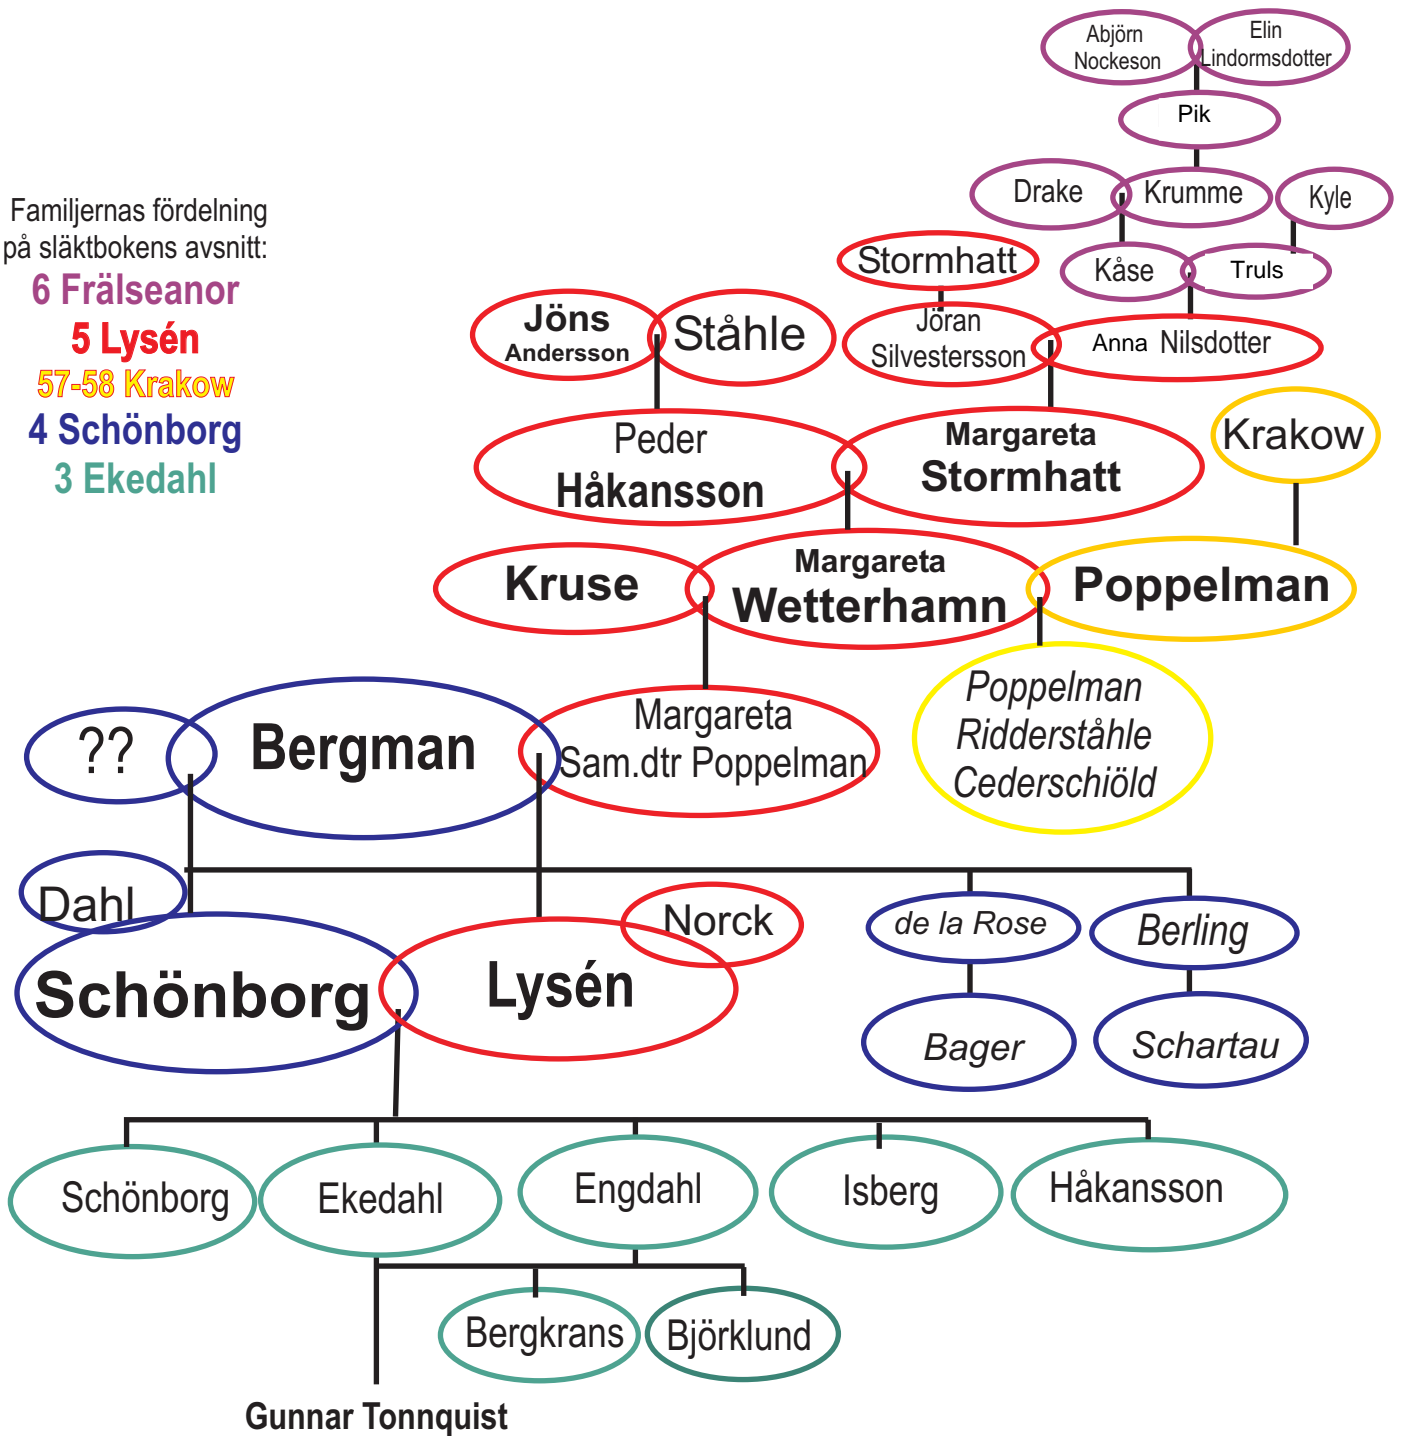 Abjörn
Nockeson
Elin
Lindormsdotter
Pik
Drake
Krumme
Kyle
Familjernas fördelning
på släktbokens avsnitt:
6 Frälseanor
5 Lysén
57-58 Krakow
4 Schönborg
3 Ekedahl
Stormhatt
Kåse
Truls
Jöns
Andersson
Ståhle
Jöran
Silvestersson
Anna Nilsdotter
Peder
Håkansson
Margareta
Stormhatt
Krakow
Kruse
Margareta
Wetterhamn
Poppelman
??
Bergman
Margareta
Sam.dtr Poppelman
Poppelman
Ridderståhle
Cederschiöld
Dahl
Norck
de la Rose
Berling
Schönborg
Lysén
Bager
Schartau
Schönborg
Ekedahl
Engdahl
Isberg
Håkansson
Bergkrans
Björklund
Gunnar Tonnquist